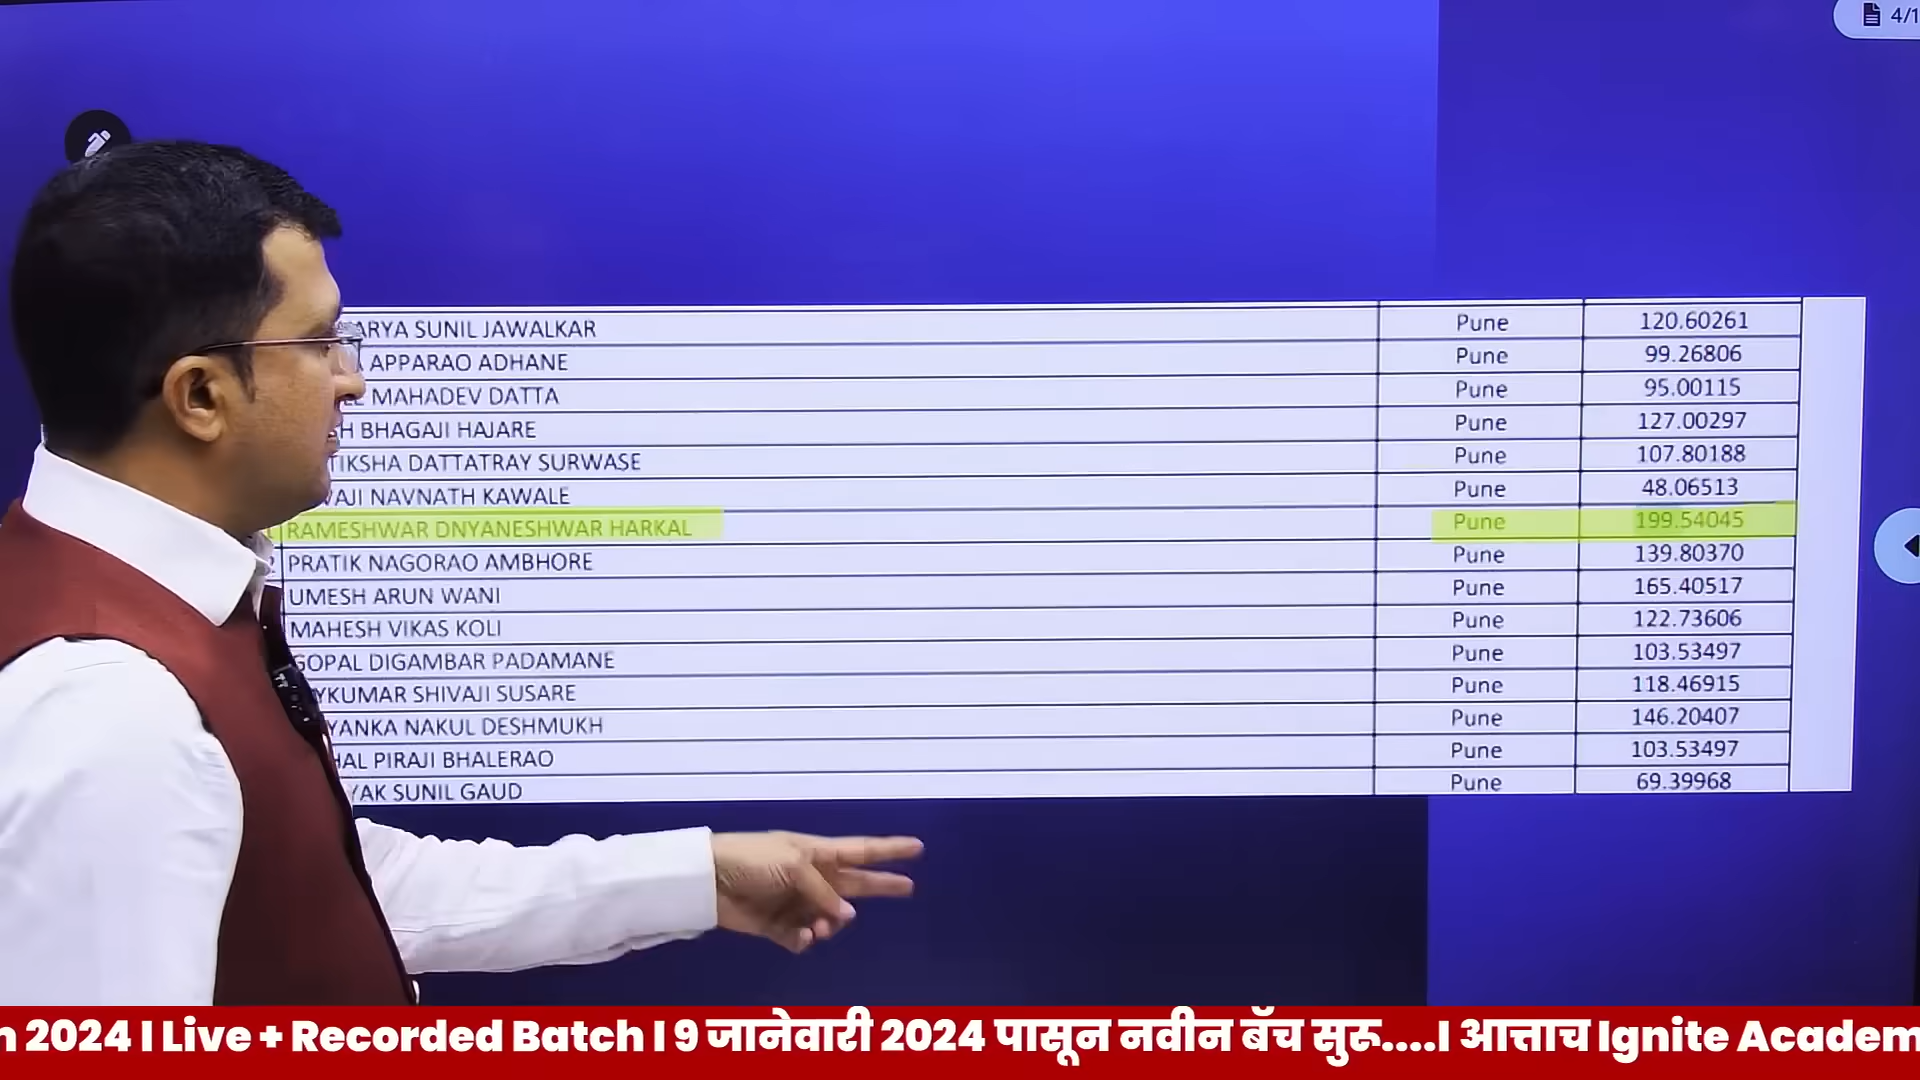 4/1
ARYA SUNIL JAWALKAR Pune 120.60261
APPARAO ADHANE Pune 99.26806
MAHADEV DATTA Pune 95.00115
SH BHAGAJI HAJARE Pune 127.00297
TIKSHA DATTATRAY SURWASE Pune 107.80188
VAJI NAVNATH KAWALE Pune 48.06513
RAMESHWAR DNYANESHWAR HARKAL Pune 199.54045
PRATIK NAGORAO AMBHORE Pune 139.80370
UMESH ARUN WANI Pune 165.40517
MAHESH VIKAS KOLI Pune 122.73606
GOPAL DIGAMBAR PADAMANE Pune 103.53497
YKUMAR SHIVAJI SUSARE Pune 118.46915
YANKA NAKUL DESHMUKH Pune 146.20407
HAL PIRAJI BHALERAO Pune 103.53497
YAK SUNIL GAUD Pune 69.39968
n 2024 I Live + Recorded Batch I 9 जानेवारी 2024 पासून नवीन बॅच सुरू....I आत्ताच Ignite Academ